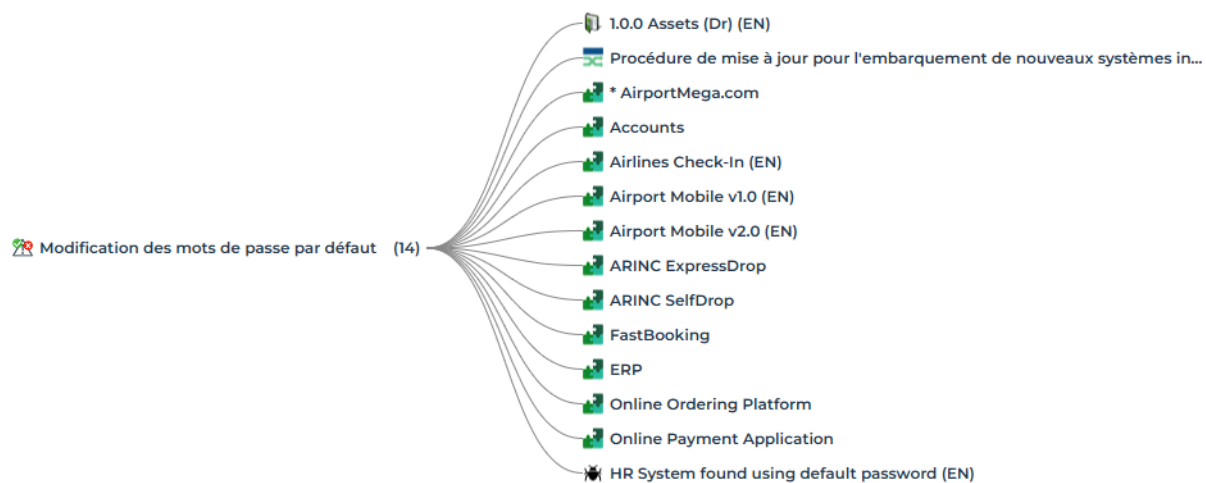 1.0.0 Assets (Dr) (EN)
Procédure de mise à jour pour l'embarquement de nouveaux systèmes in...
* AirportMega.com
Accounts
Airlines Check-In (EN)
Airport Mobile v1.0 (EN)
Airport Mobile v2.0 (EN)
Modification des mots de passe par défaut (14)
ARINC ExpressDrop
ARINC SelfDrop
FastBooking
ERP
Online Ordering Platform
Online Payment Application
HR System found using default password (EN)